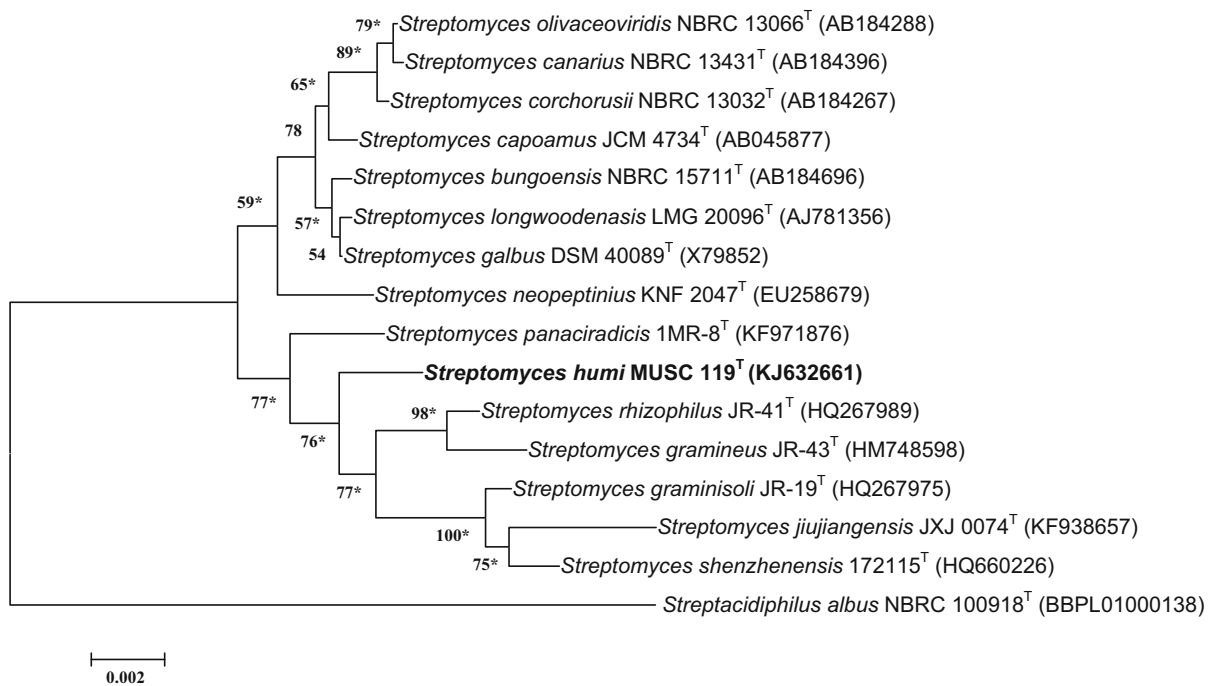 79* Streptomyces olivaceoviridis NBRC 13066T (AB184288)
89* Streptomyces canarius NBRC 13431T (AB184396)
65* Streptomyces corchorusii NBRC 13032T (AB184267)
78 Streptomyces capoamus JCM 4734T (AB045877)
Streptomyces bungoensis NBRC 15711T (AB184696)
59* 57* Streptomyces longwoodenasis LMG 20096T (AJ781356)
54 Streptomyces galbus DSM 40089T (X79852)
Streptomyces neopeptinius KNF 2047T (EU258679)
Streptomyces panaciradicis 1MR-8T (KF971876)
77* Streptomyces humi MUSC 119T (KJ632661)
98* Streptomyces rhizophilus JR-41T (HQ267989)
76* Streptomyces gramineus JR-43T (HM748598)
77* Streptomyces graminisoli JR-19T (HQ267975)
100* Streptomyces jiujiangensis JXJ 0074T (KF938657)
75* Streptomyces shenzhenensis 172115T (HQ660226)
Streptacidiphilus albus NBRC 100918T (BBPL01000138)
0.002